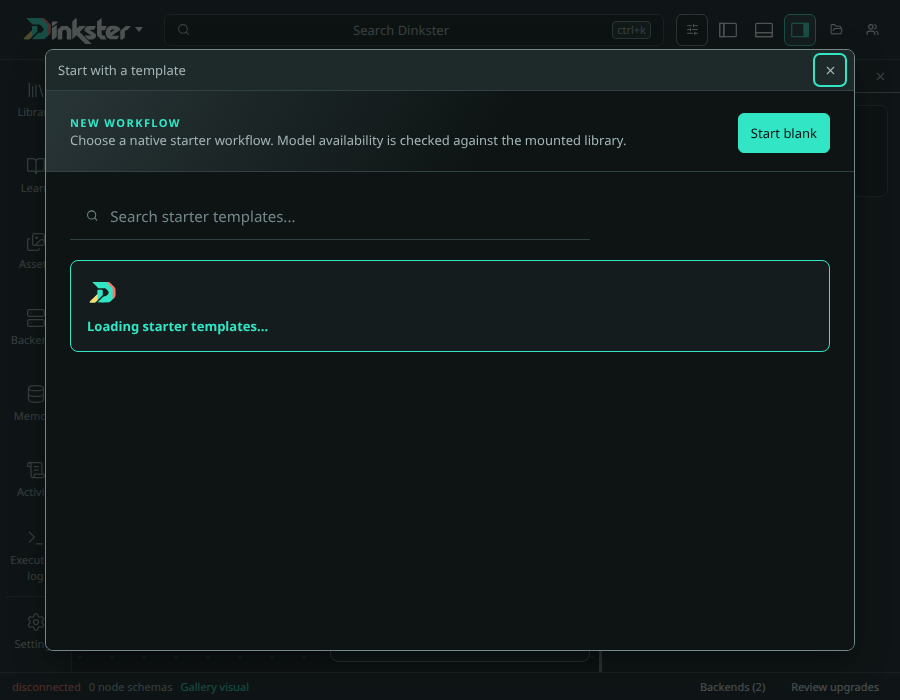 Dinkster
Search Dinkster
ctrl+k
Start with a template
NEW WORKFLOW
Choose a native starter workflow. Model availability is checked against the mounted library.
Start blank
Search starter templates...
Loading starter templates...
disconnected
0 node schemas
Gallery visual
Backends (2)
Review upgrades